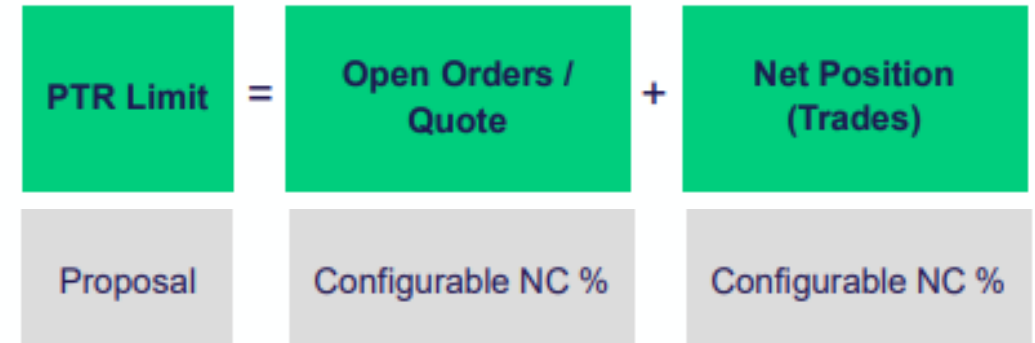 PTR Limit = Open Orders / Quote + Net Position (Trades)
Proposal Configurable NC % Configurable NC %